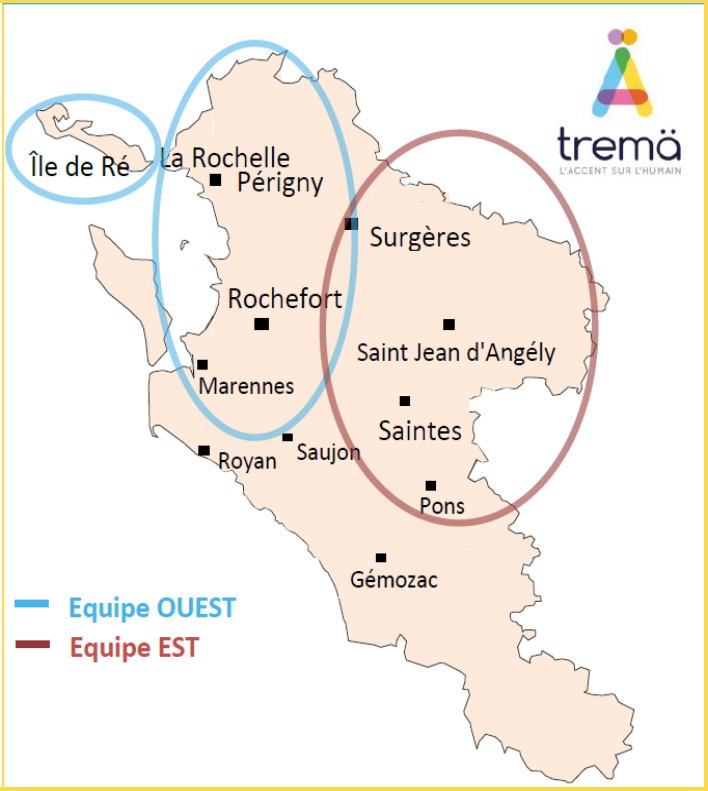 tremä
L'ACCENT SUR L'HUMAIN
La Rochelle
Île de Ré
Périgny
Surgères
Rochefort
Saint Jean d'Angély
Marennes
Saintes
Saujon
Royan
Pons
Gémozac
Equipe OUEST
Equipe EST